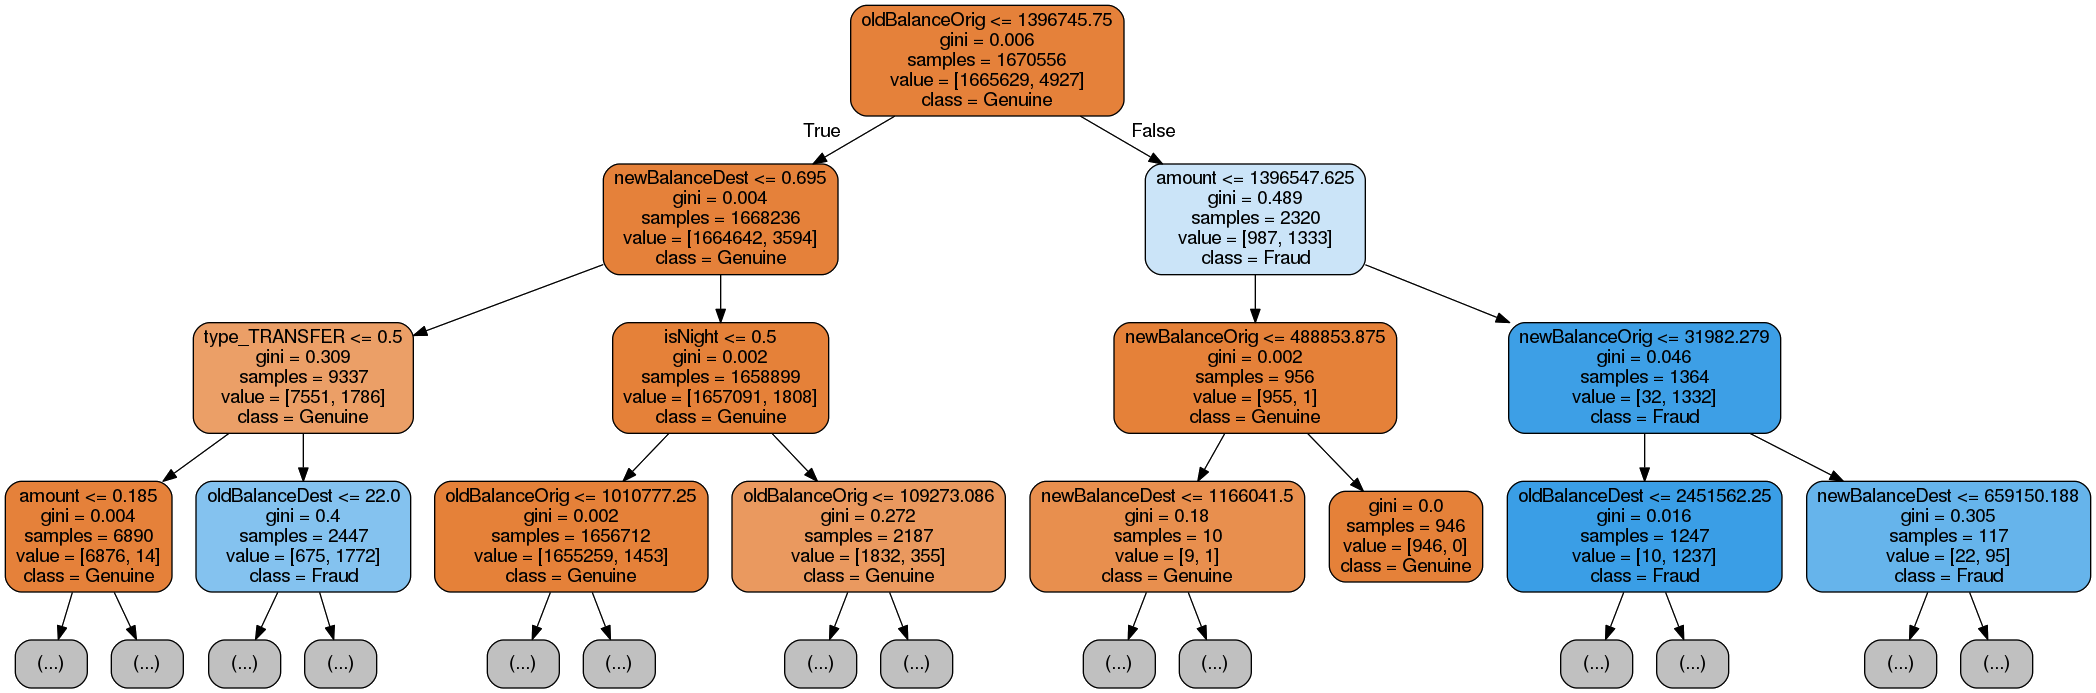 oldBalanceOrig <= 1396745.75
gini = 0.006
samples = 1670556
value = [1665629, 4927]
class = Genuine
True
False
newBalanceDest <= 0.695
gini = 0.004
samples = 1668236
value = [1664642, 3594]
class = Genuine
amount <= 1396547.625
gini = 0.489
samples = 2320
value = [987, 1333]
class = Fraud
type_TRANSFER <= 0.5
gini = 0.309
samples = 9337
value = [7551, 1786]
class = Genuine
isNight <= 0.5
gini = 0.002
samples = 1658899
value = [1657091, 1808]
class = Genuine
newBalanceOrig <= 488853.875
gini = 0.002
samples = 956
value = [955, 1]
class = Genuine
newBalanceOrig <= 31982.279
gini = 0.046
samples = 1364
value = [32, 1332]
class = Fraud
amount <= 0.185
gini = 0.004
samples = 6890
value = [6876, 14]
class = Genuine
oldBalanceDest <= 22.0
gini = 0.4
samples = 2447
value = [675, 1772]
class = Fraud
oldBalanceOrig <= 1010777.25
gini = 0.002
samples = 1656712
value = [1655259, 1453]
class = Genuine
oldBalanceOrig <= 109273.086
gini = 0.272
samples = 2187
value = [1832, 355]
class = Genuine
newBalanceDest <= 1166041.5
gini = 0.18
samples = 10
value = [9, 1]
class = Genuine
gini = 0.0
samples = 946
value = [946, 0]
class = Genuine
oldBalanceDest <= 2451562.25
gini = 0.016
samples = 1247
value = [10, 1237]
class = Fraud
newBalanceDest <= 659150.188
gini = 0.305
samples = 117
value = [22, 95]
class = Fraud
(...)
(...)
(...)
(...)
(...)
(...)
(...)
(...)
(...)
(...)
(...)
(...)
(...)
(...)